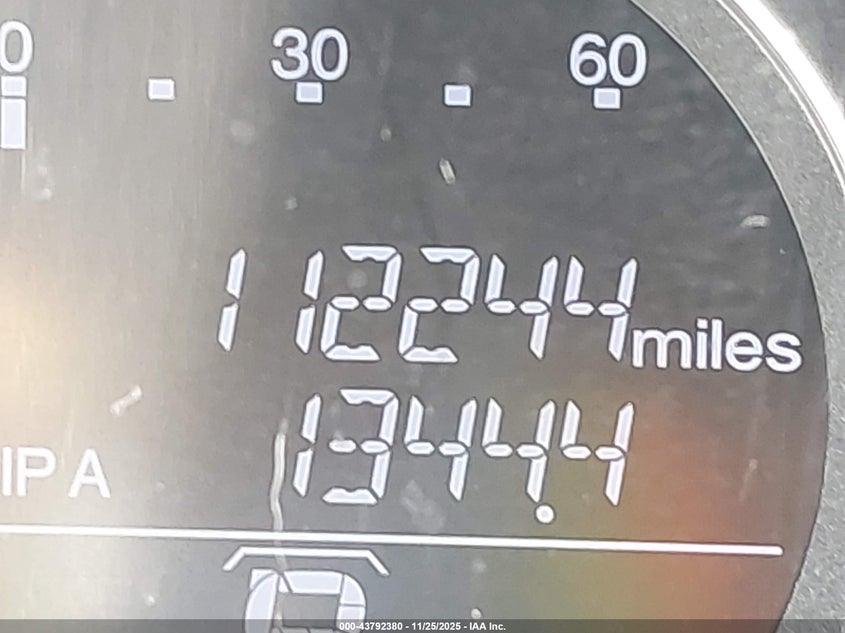 0 30 60
112244 miles
IP A 1344.4
000-43792380 - 11/25/2025 - IAA Inc.